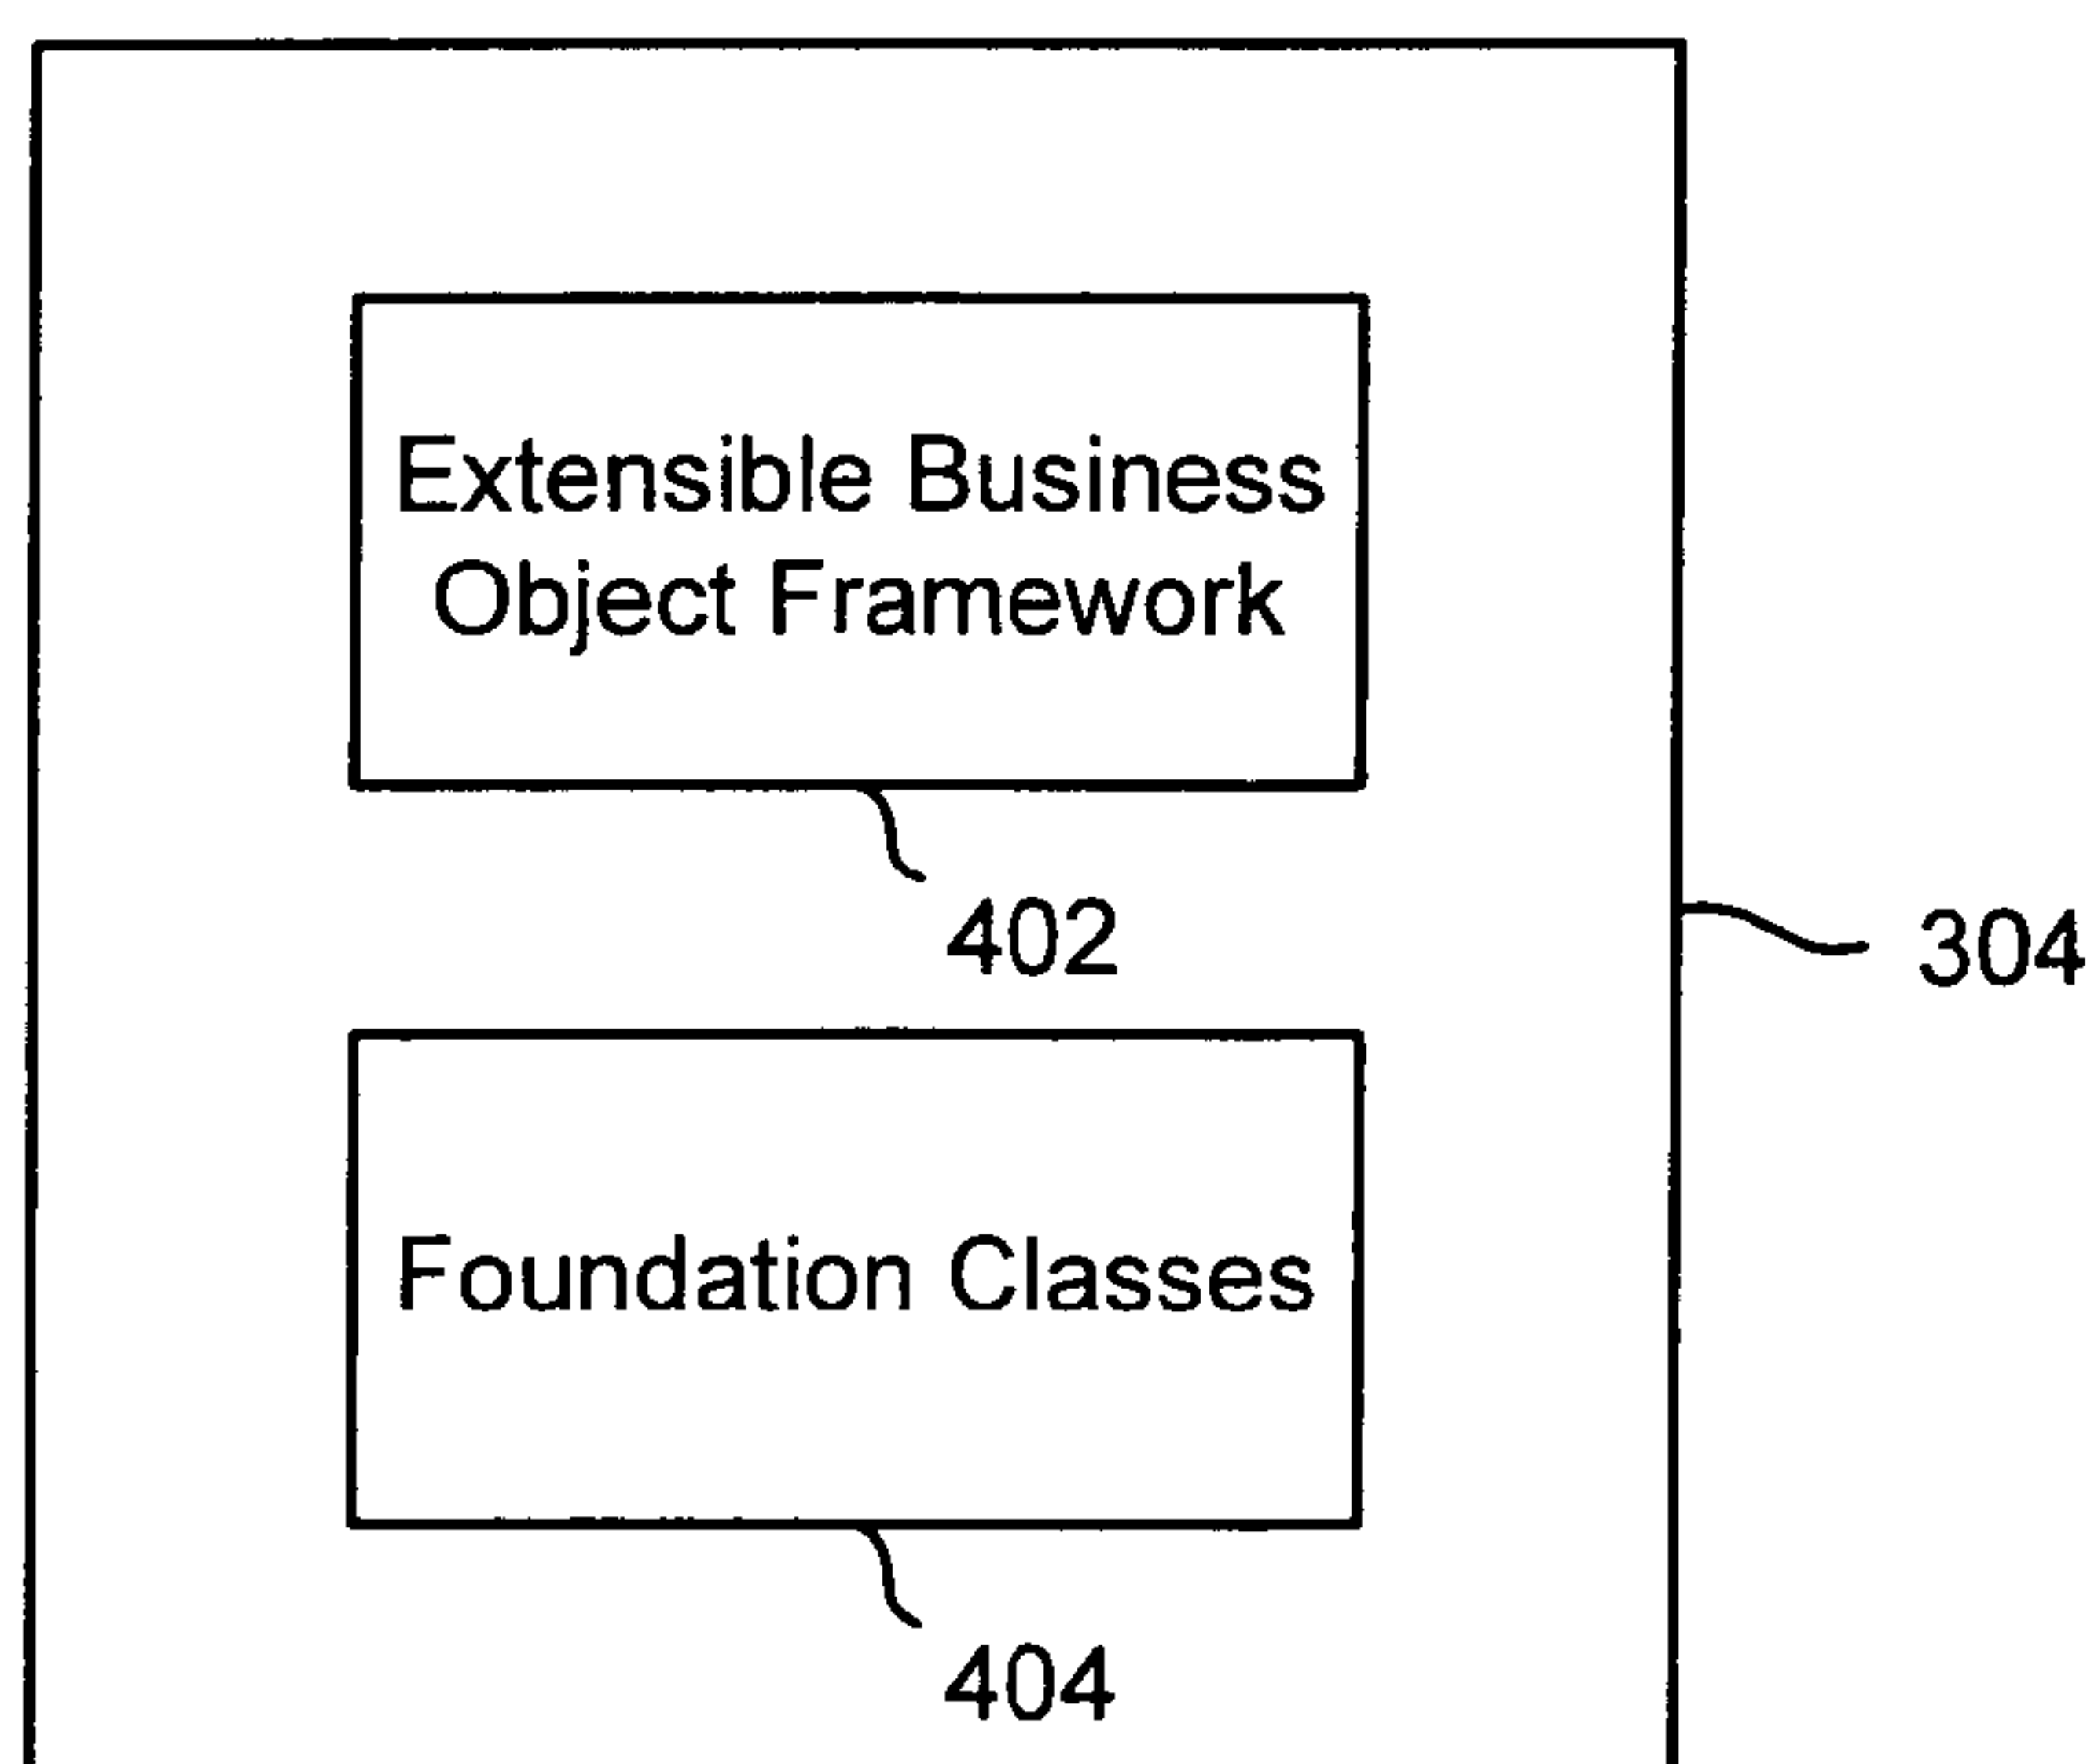 Extensible Business
Object Framework
402
304
Foundation Classes
404